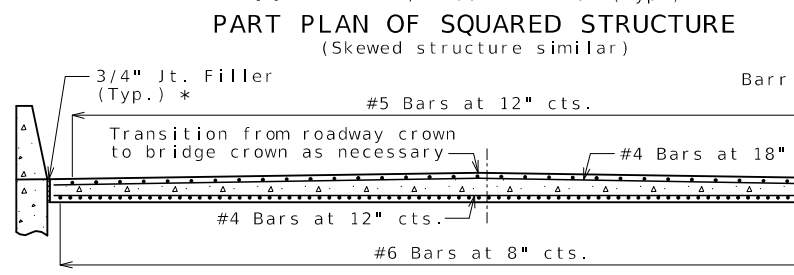 PART PLAN OF SQUARED STRUCTURE
(Skewed structure similar)
3/4" Jt. Filler
(Typ.) *
Barr
#5 Bars at 12" cts.
Transition from roadway crown
to bridge crown as necessary
#4 Bars at 18"
#4 Bars at 12" cts.
#6 Bars at 8" cts.